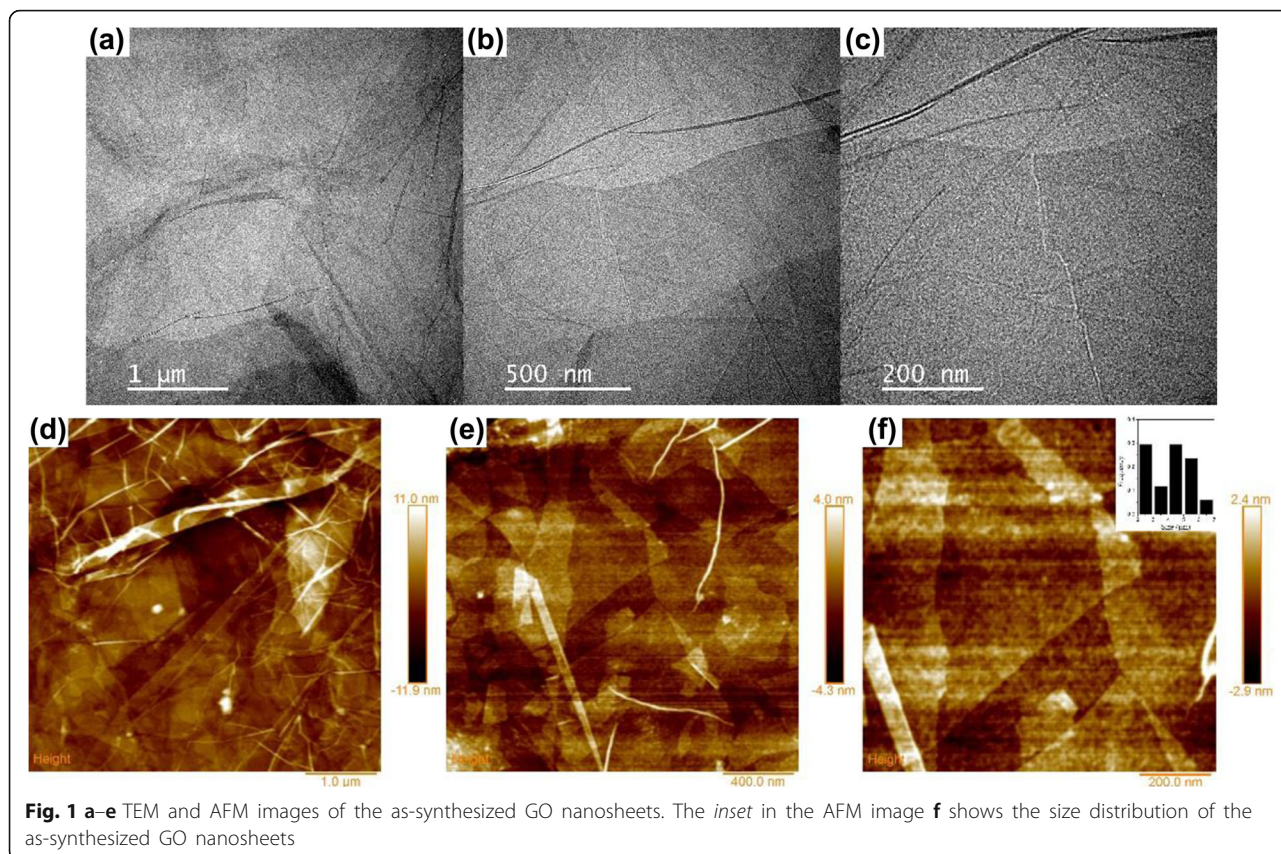 (a)
(b)
(c)
1 µm
500 nm
200 nm
(d)
(e)
(f)
11.0 nm
-11.9 nm
4.0 nm
-4.3 nm
2.4 nm
-2.9 nm
Height
Height
Height
1.0 µm
400.0 nm
200.0 nm
Fig. 1 a–e TEM and AFM images of the as-synthesized GO nanosheets. The inset in the AFM image f shows the size distribution of the
as-synthesized GO nanosheets